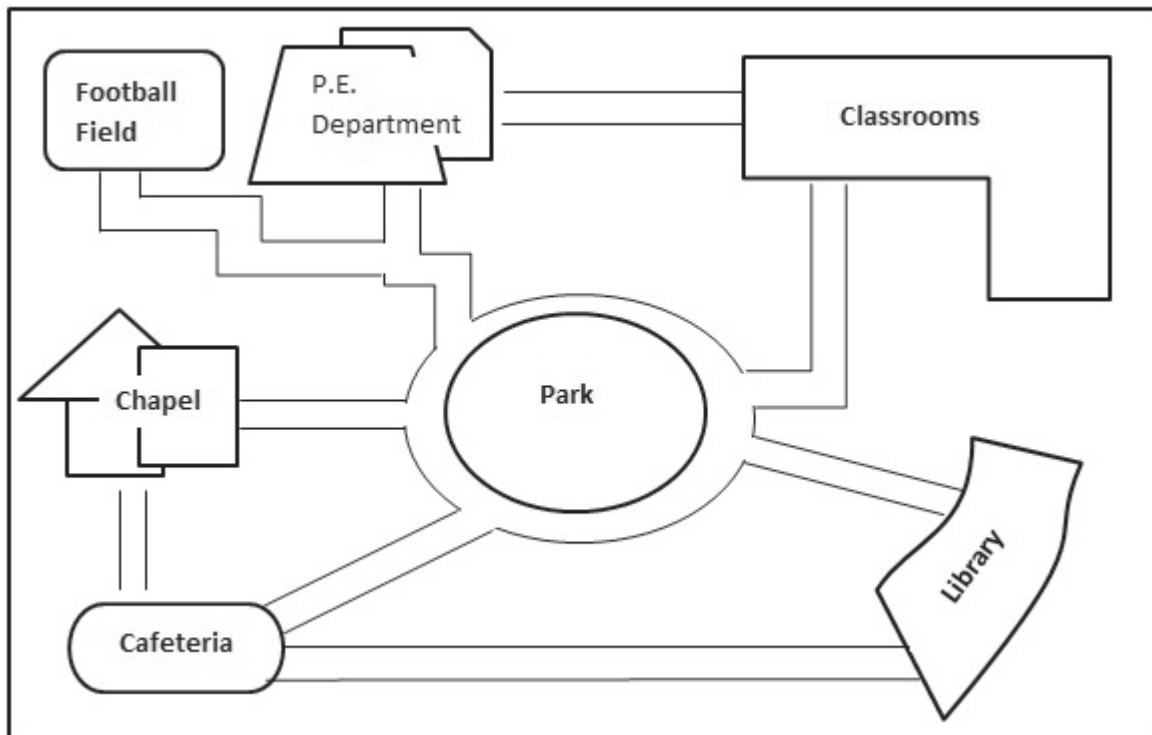 Football
Field
P.E.
Department
Classrooms
Chapel
Park
Library
Cafeteria